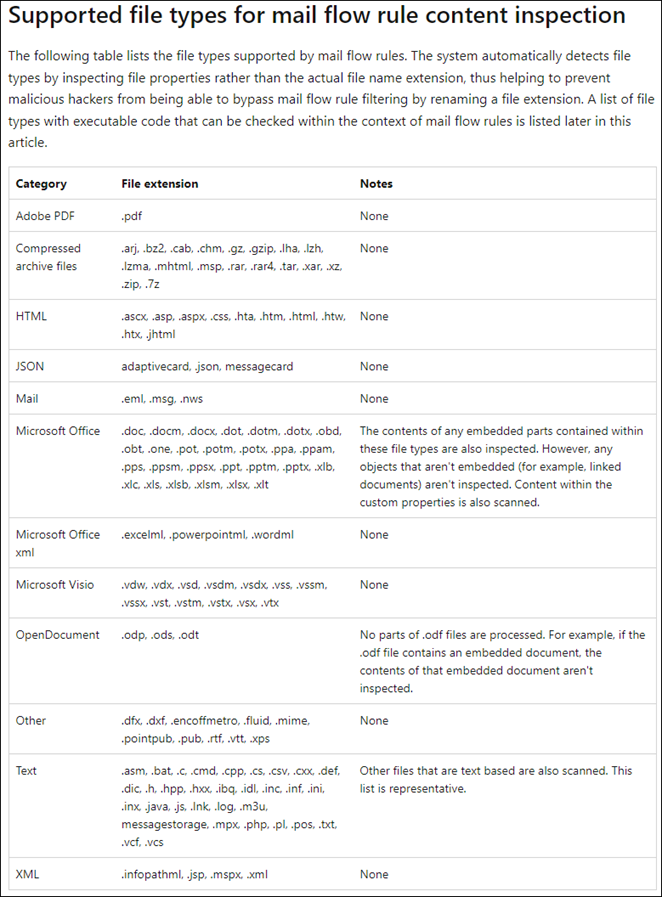 Supported file types for mail flow rule content inspection
The following table lists the file types supported by mail flow rules. The system automatically detects file
types by inspecting file properties rather than the actual file name extension, thus helping to prevent
malicious hackers from being able to bypass mail flow rule filtering by renaming a file extension. A list of file
types with executable code that can be checked within the context of mail flow rules is listed later in this
article.
Category File extension Notes
Adobe PDF .pdf None
Compressed .arj, .bz2, .cab, .chm, .gz, .gzip, .lha, .lzh, None
archive files .lzma, .mhtml, .msp, .rar, .rar4, .tar, .xar, .xz,
.zip, .7z
HTML .ascx, .asp, .aspx, .css, .hta, .htm, .html, .htw, None
.htx, .jhtml
JSON adaptivecard, .json, messagecard None
Mail .eml, .msg, .nws None
Microsoft Office .doc, .docm, .docx, .dot, .dotm, .dotx, .obd, The contents of any embedded parts contained within
.obt, .one, .pot, .potm, .potx, .ppa, .ppam, these file types are also inspected. However, any
.pps, .ppsm, .ppsx, .ppt, .pptm, .pptx, .xlb, objects that aren't embedded (for example, linked
.xlc, .xls, .xlsb, .xlsm, .xlsx, .xlt documents) aren't inspected. Content within the
custom properties is also scanned.
Microsoft Office .excelml, .powerpointml, .wordml None
xml
Microsoft Visio .vdw, .vdx, .vsd, .vsdm, .vsdx, .vss, .vssm, None
.vssx, .vst, .vstm, .vstx, .vsx, .vtx
OpenDocument .odp, .ods, .odt No parts of .odf files are processed. For example, if the
.odf file contains an embedded document, the
contents of that embedded document aren't
inspected.
Other .dfx, .dxf, .encoffmetro, .fluid, .mime, None
.pointpub, .pub, .rtf, .vtt, .xps
Text .asm, .bat, .c, .cmd, .cpp, .cs, .csv, .cxx, .def, Other files that are text based are also scanned. This
.dic, .h, .hpp, .hxx, .ibq, .idl, .inc, .inf, .ini, list is representative.
.inx, .java, .js, .lnk, .log, .m3u,
messagestorage, .mpx, .php, .pl, .pos, .txt,
.vcf, .vcs
XML .infopathml, .jsp, .mspx, .xml None